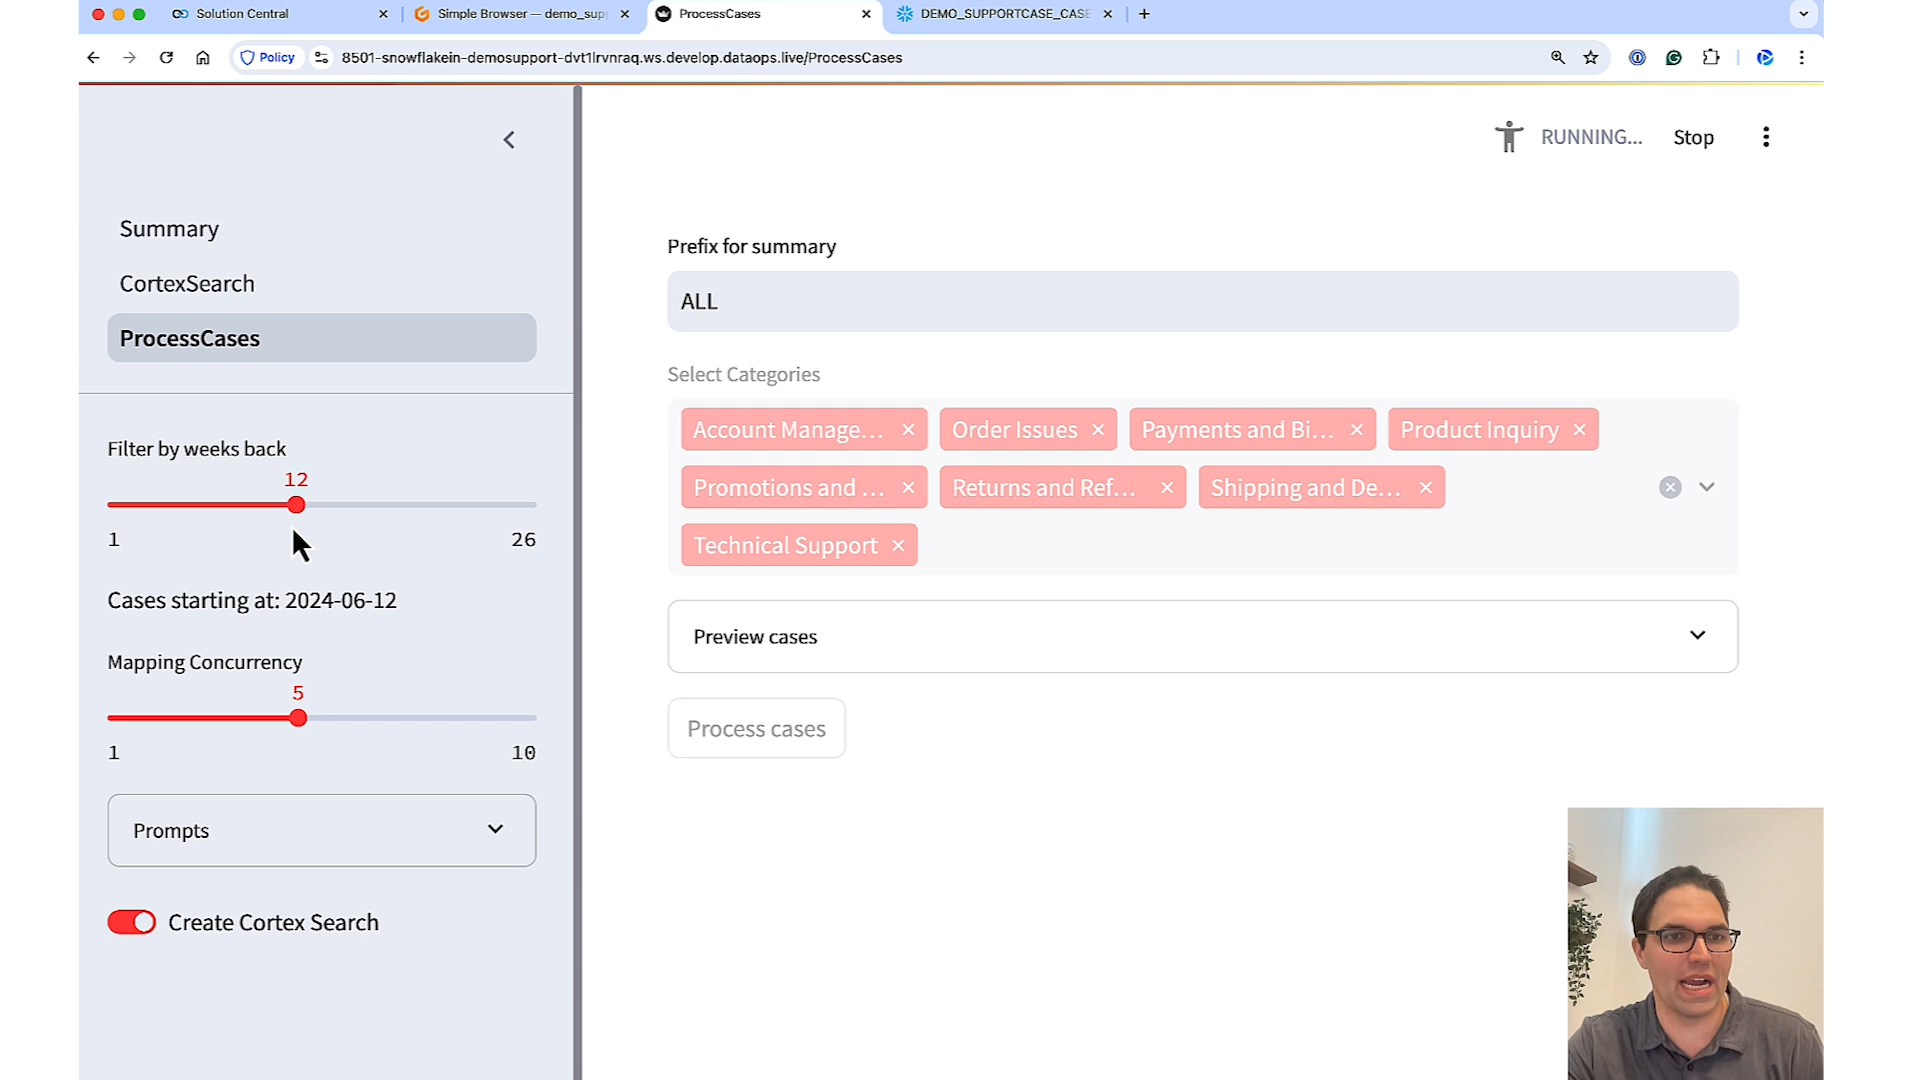 Solution Central
Simple Browser — demo_sup
ProcessCases
DEMO_SUPPORTCASE_CASE
Policy
8501-snowflakein-demosupport-dvt1lrvnraq.ws.develop.dataops.live/ProcessCases
RUNNING...
Stop
Summary
CortexSearch
ProcessCases
Filter by weeks back
12
1
26
Cases starting at: 2024-06-12
Mapping Concurrency
5
1
10
Prompts
Create Cortex Search
Prefix for summary
ALL
Select Categories
Account Manage...
Order Issues
Payments and Bi...
Product Inquiry
Promotions and ...
Returns and Ref...
Shipping and De...
Technical Support
Preview cases
Process cases